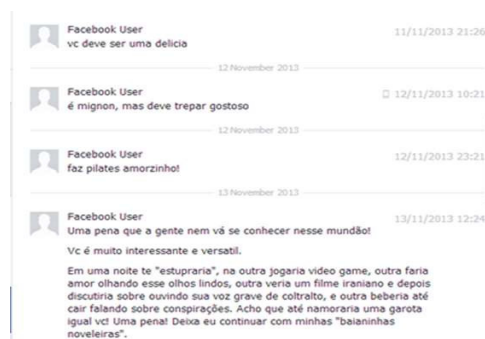 Facebook User 11/11/2013 21:26
vc deve ser uma delicia
12 November 2013
Facebook User 12/11/2013 10:21
é mignon, mas deve trepar gostoso
12 November 2013
Facebook User 12/11/2013 23:21
faz pilates amorzinho!
13 November 2013
Facebook User 13/11/2013 12:24
Uma pena que a gente nem vá se conhecer nesse mundão!
Vc é muito interessante e versatil.
Em uma noite te "estupraria", na outra jogaria video game, outra faria
amor olhando esse olhos lindos, outra veria um filme iraniano e depois
discutiria sobre ouvindo sua voz grave de coltralto, e outra beberia até
cair falando sobre conspirações. Acho que até namoraria uma garota
igual vc! Uma pena! Deixa eu continuar com minhas "baianinhas
noveleiras".